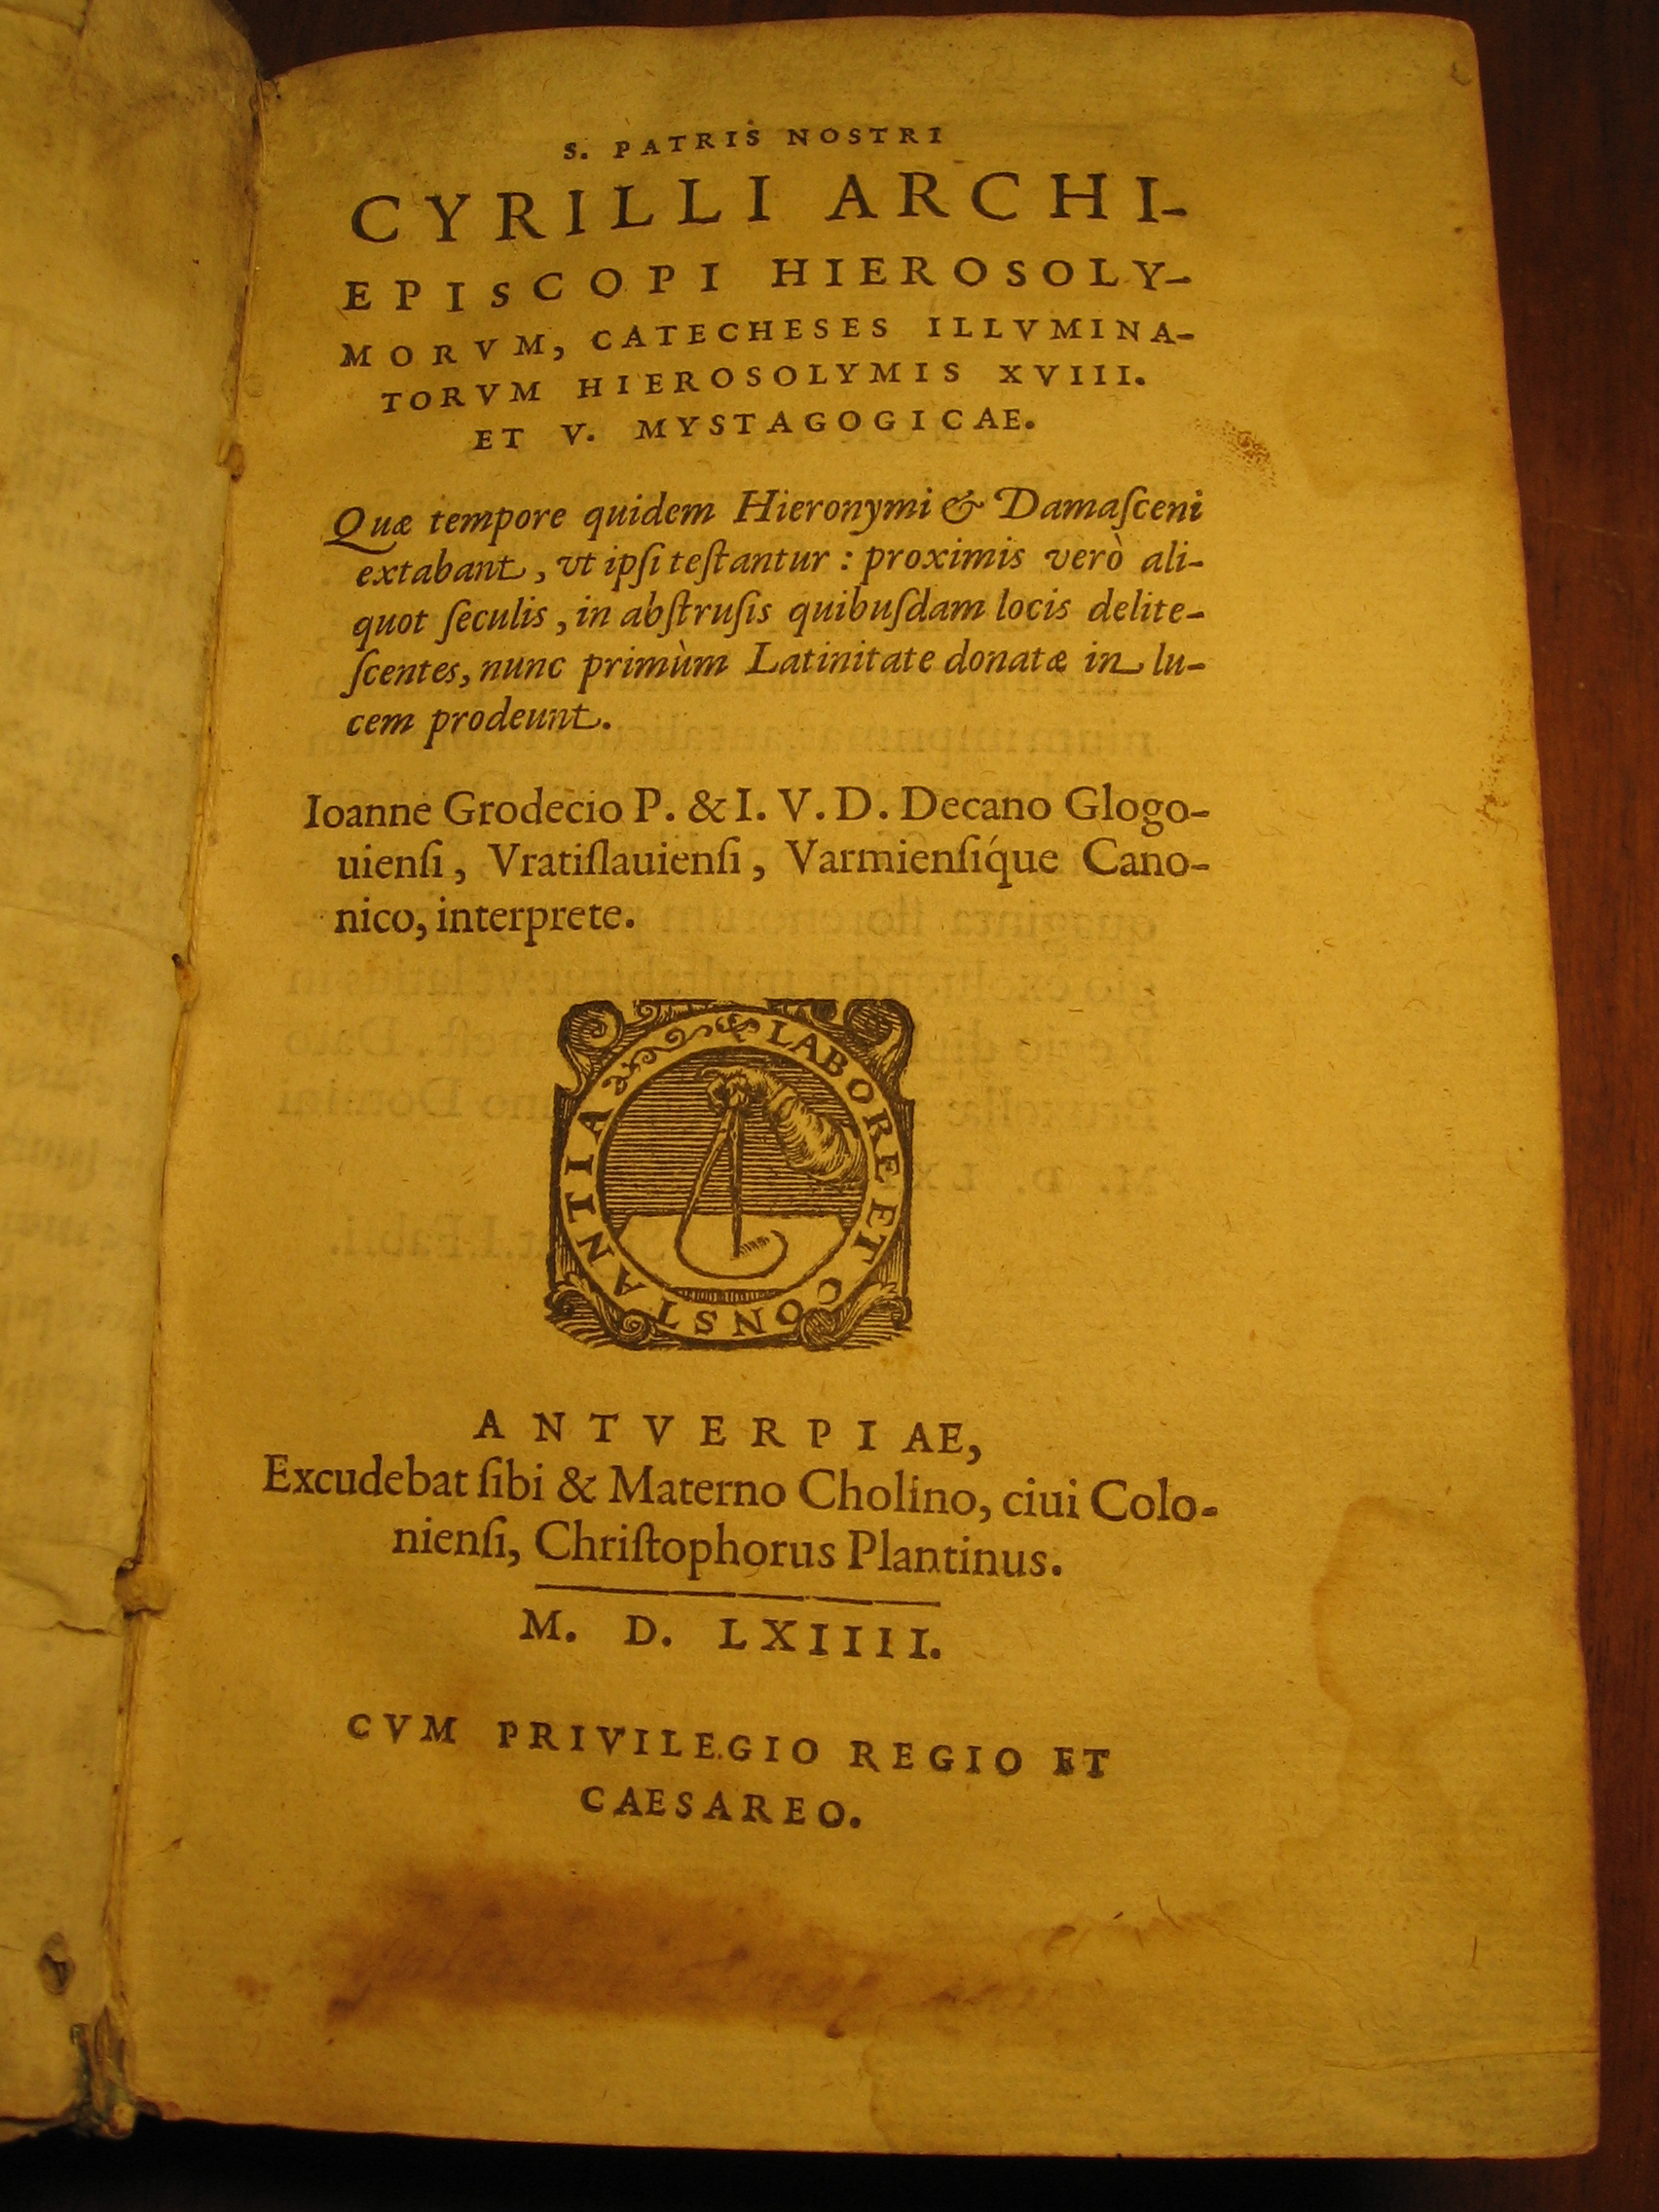 S. PATRIS NOSTRI
CYRILLI ARCHI-
EPISCOPI HIEROSOLY-
MORVM, CATECHESES ILLVMINA-
TORVM HIEROSOLYMIS XVIII.
ET V. MYSTAGOGICAE.
Quæ tempore quidem Hieronymi & Damaſceni
extabant, vt ipſi teſtantur : proximis verò ali-
quot ſeculis, in abſtruſis quibuſdam locis delite-
ſcentes, nunc primùm Latinitate donatæ in lu-
cem prodeunt.
Ioanne Grodecio P. & I. V. D. Decano Glogo-
uienſi, Vratiſlauienſi, Varmienſiq́ue Cano-
nico, interprete.
LABORE ET CONSTANTIA
ANTVERPIAE,
Excudebat ſibi & Materno Cholino, ciui Colo-
nienſi, Chriſtophorus Plantinus.
M. D. LXIIII.
CVM PRIVILEGIO REGIO ET
CAESAREO.